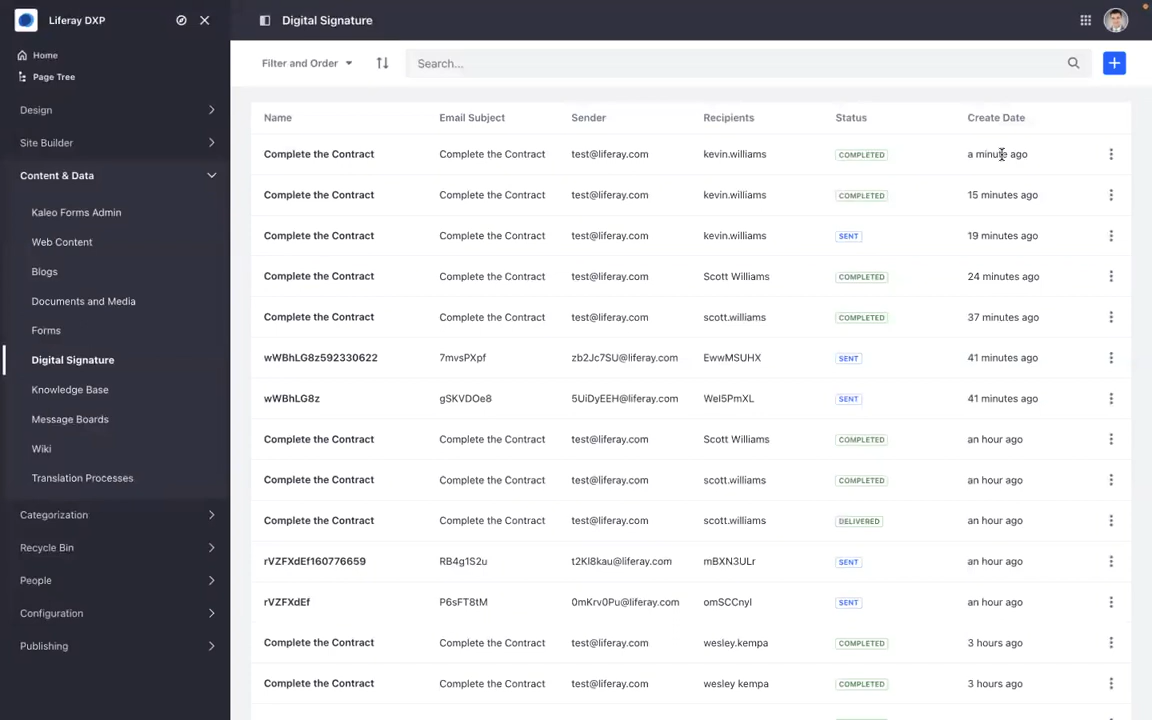 Liferay DXP
Digital Signature
Home
Page Tree
Design
Site Builder
Content & Data
Kaleo Forms Admin
Web Content
Blogs
Documents and Media
Forms
Digital Signature
Knowledge Base
Message Boards
Wiki
Translation Processes
Categorization
Recycle Bin
People
Configuration
Publishing
Filter and Order
Search...
Name Email Subject Sender Recipients Status Create Date
Complete the Contract Complete the Contract test@liferay.com kevin.williams COMPLETED a minute ago
Complete the Contract Complete the Contract test@liferay.com kevin.williams COMPLETED 15 minutes ago
Complete the Contract Complete the Contract test@liferay.com kevin.williams SENT 19 minutes ago
Complete the Contract Complete the Contract test@liferay.com Scott Williams COMPLETED 24 minutes ago
Complete the Contract Complete the Contract test@liferay.com scott.williams COMPLETED 37 minutes ago
wWBhLG8z592330622 7mvsPXpf zb2Jc7SU@liferay.com EwwMSUHX SENT 41 minutes ago
wWBhLG8z gSKVDOe8 5UiDyEEH@liferay.com Wel5PmXL SENT 41 minutes ago
Complete the Contract Complete the Contract test@liferay.com Scott Williams COMPLETED an hour ago
Complete the Contract Complete the Contract test@liferay.com scott.williams COMPLETED an hour ago
Complete the Contract Complete the Contract test@liferay.com scott.williams DELIVERED an hour ago
rVZFXdEf160776659 RB4g1S2u t2Kl8kau@liferay.com mBXN3ULr SENT an hour ago
rVZFXdEf P6sFT8tM 0mKrv0Pu@liferay.com omSCCnyl SENT an hour ago
Complete the Contract Complete the Contract test@liferay.com wesley.kempa COMPLETED 3 hours ago
Complete the Contract Complete the Contract test@liferay.com wesley kempa COMPLETED 3 hours ago